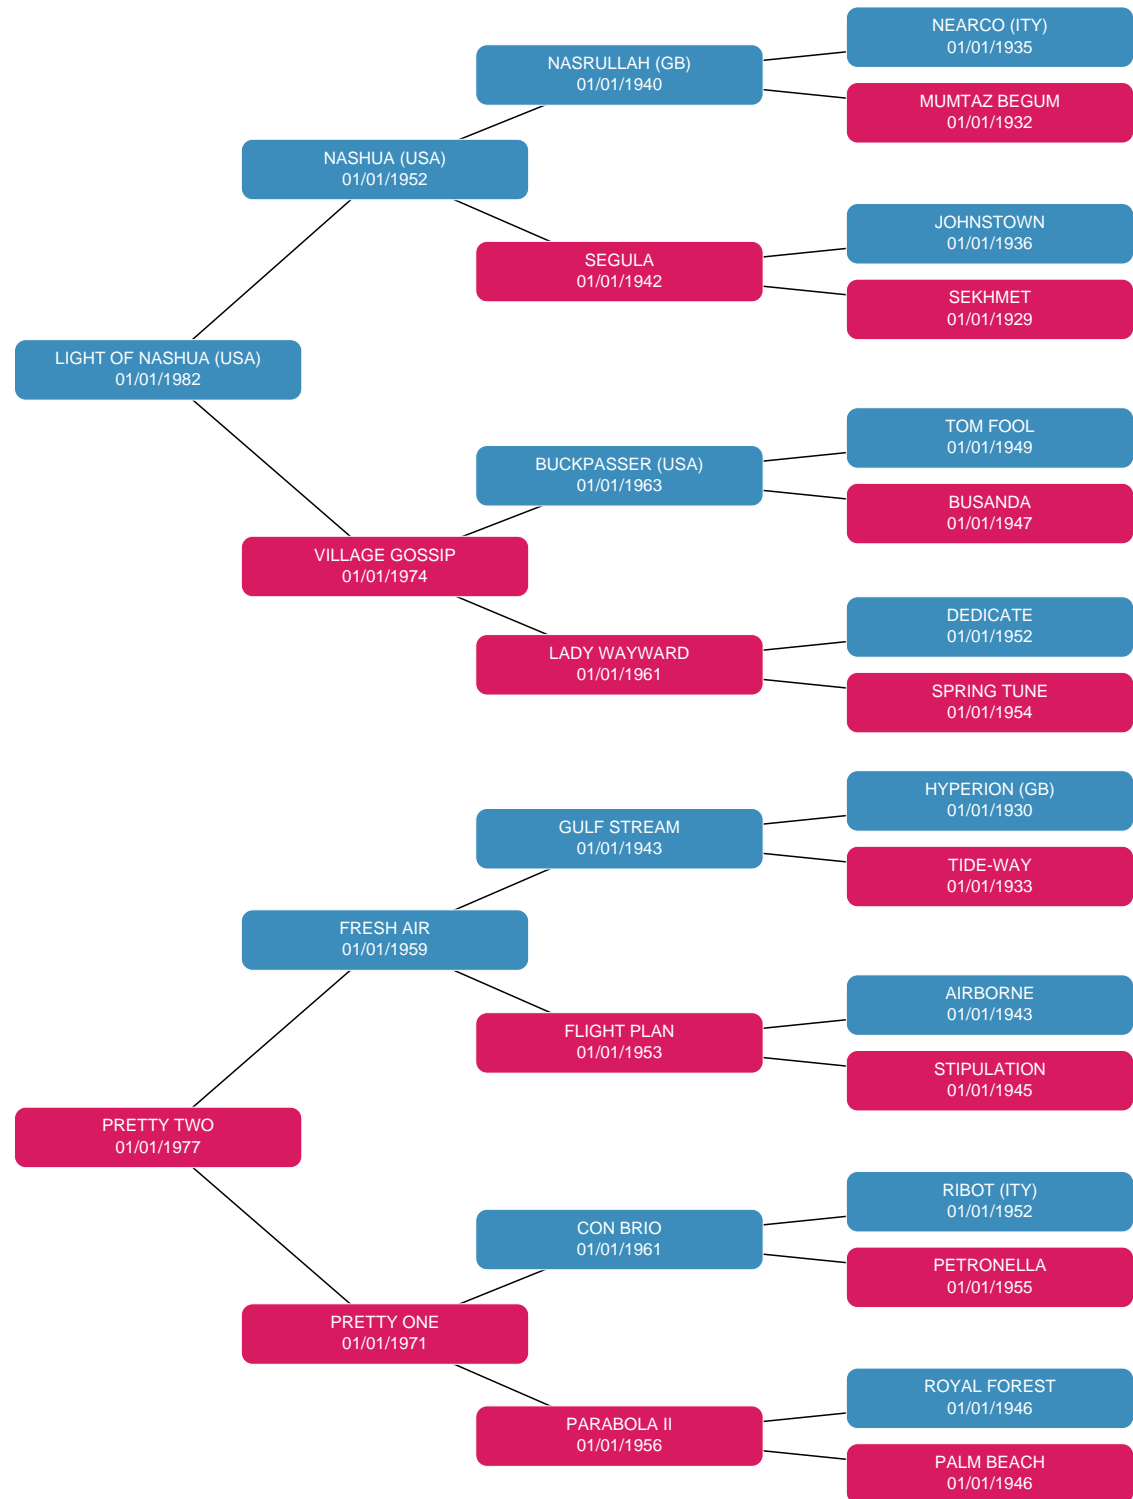 NEARCO (ITY)
01/01/1935
NASRULLAH (GB)
01/01/1940
MUMTAZ BEGUM
01/01/1932
NASHUA (USA)
01/01/1952
JOHNSTOWN
01/01/1936
SEGULA
01/01/1942
SEKHMET
01/01/1929
LIGHT OF NASHUA (USA)
01/01/1982
TOM FOOL
01/01/1949
BUCKPASSER (USA)
01/01/1963
BUSANDA
01/01/1947
VILLAGE GOSSIP
01/01/1974
DEDICATE
01/01/1952
LADY WAYWARD
01/01/1961
SPRING TUNE
01/01/1954
HYPERION (GB)
01/01/1930
GULF STREAM
01/01/1943
TIDE-WAY
01/01/1933
FRESH AIR
01/01/1959
AIRBORNE
01/01/1943
FLIGHT PLAN
01/01/1953
STIPULATION
01/01/1945
PRETTY TWO
01/01/1977
RIBOT (ITY)
01/01/1952
CON BRIO
01/01/1961
PETRONELLA
01/01/1955
PRETTY ONE
01/01/1971
ROYAL FOREST
01/01/1946
PARABOLA II
01/01/1956
PALM BEACH
01/01/1946